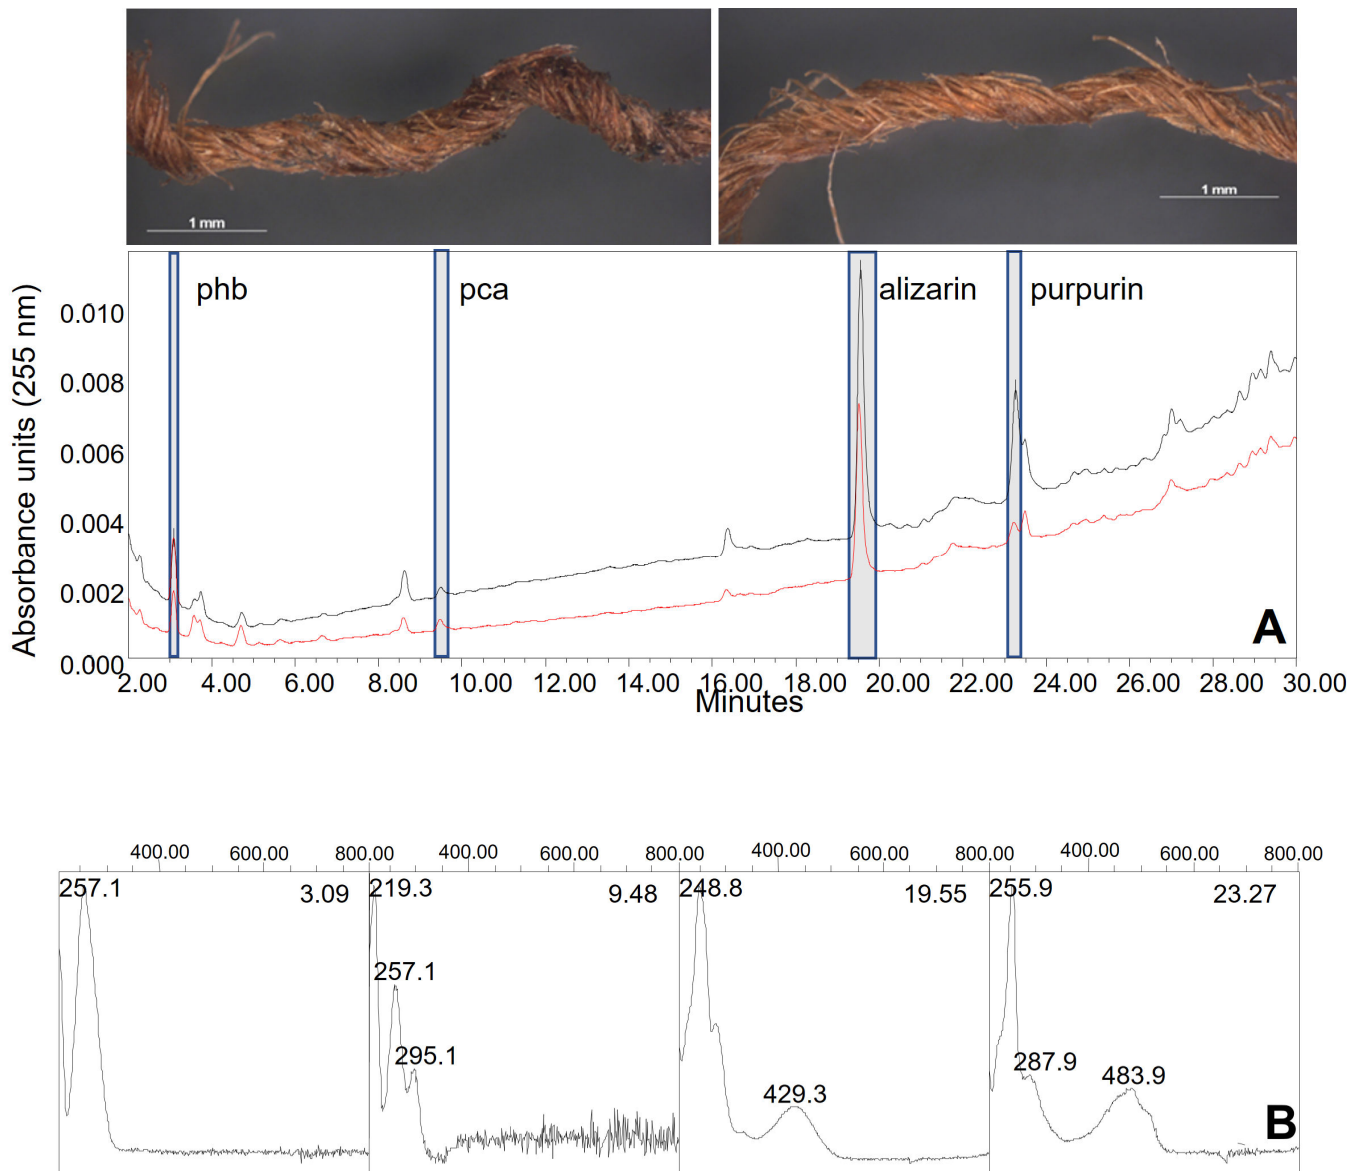 1 mm
1 mm
phb
pca
alizarin
purpurin
Absorbance units (255 nm)
0.010
0.008
0.006
0.004
0.002
0.000
A
2.00 4.00 6.00 8.00 10.00 12.00 14.00 16.00 18.00 20.00 22.00 24.00 26.00 28.00 30.00
Minutes
400.00 600.00 800.00 400.00 600.00 800.00 400.00 600.00 800.00 400.00 600.00 800.00
257.1 3.09 219.3 9.48 248.8 19.55 255.9 23.27
257.1
295.1
429.3
287.9
483.9
B